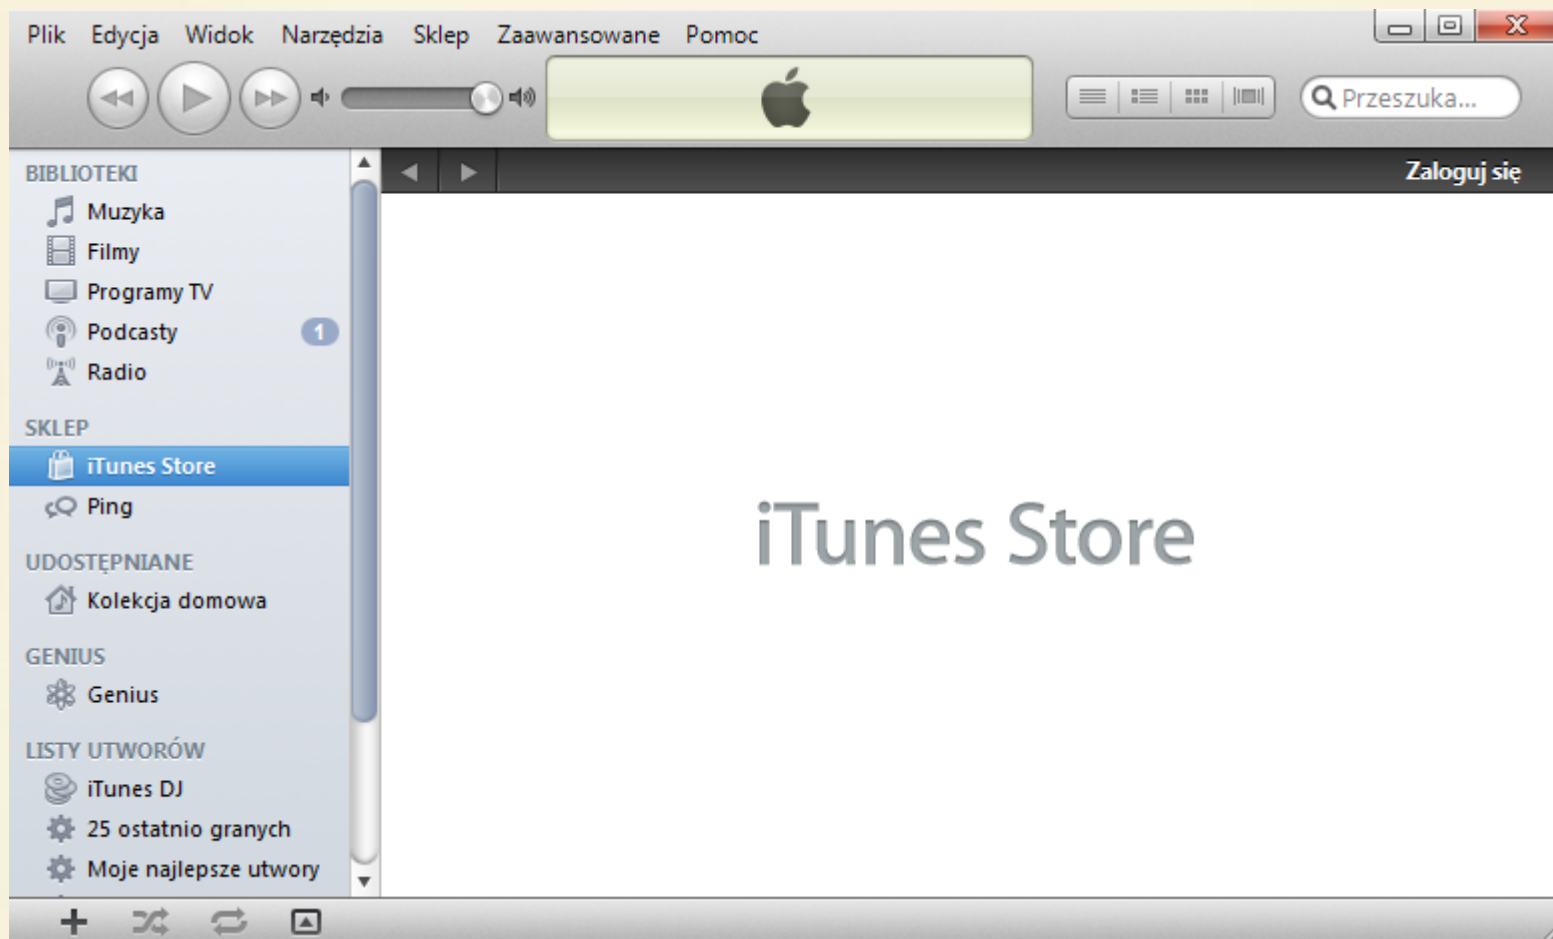 Plik Edycja Widok Narzędzia Sklep Zaawansowane Pomoc
Przeszuka...
BIBLIOTEKI
Muzyka
Filmy
Programy TV
Podcasty 1
Radio
SKLEP
iTunes Store
Ping
UDOSTĘPNIANE
Kolekcja domowa
GENIUS
Genius
LISTY UTWORÓW
iTunes DJ
25 ostatnio granych
Moje najlepsze utwory
Zaloguj się
iTunes Store